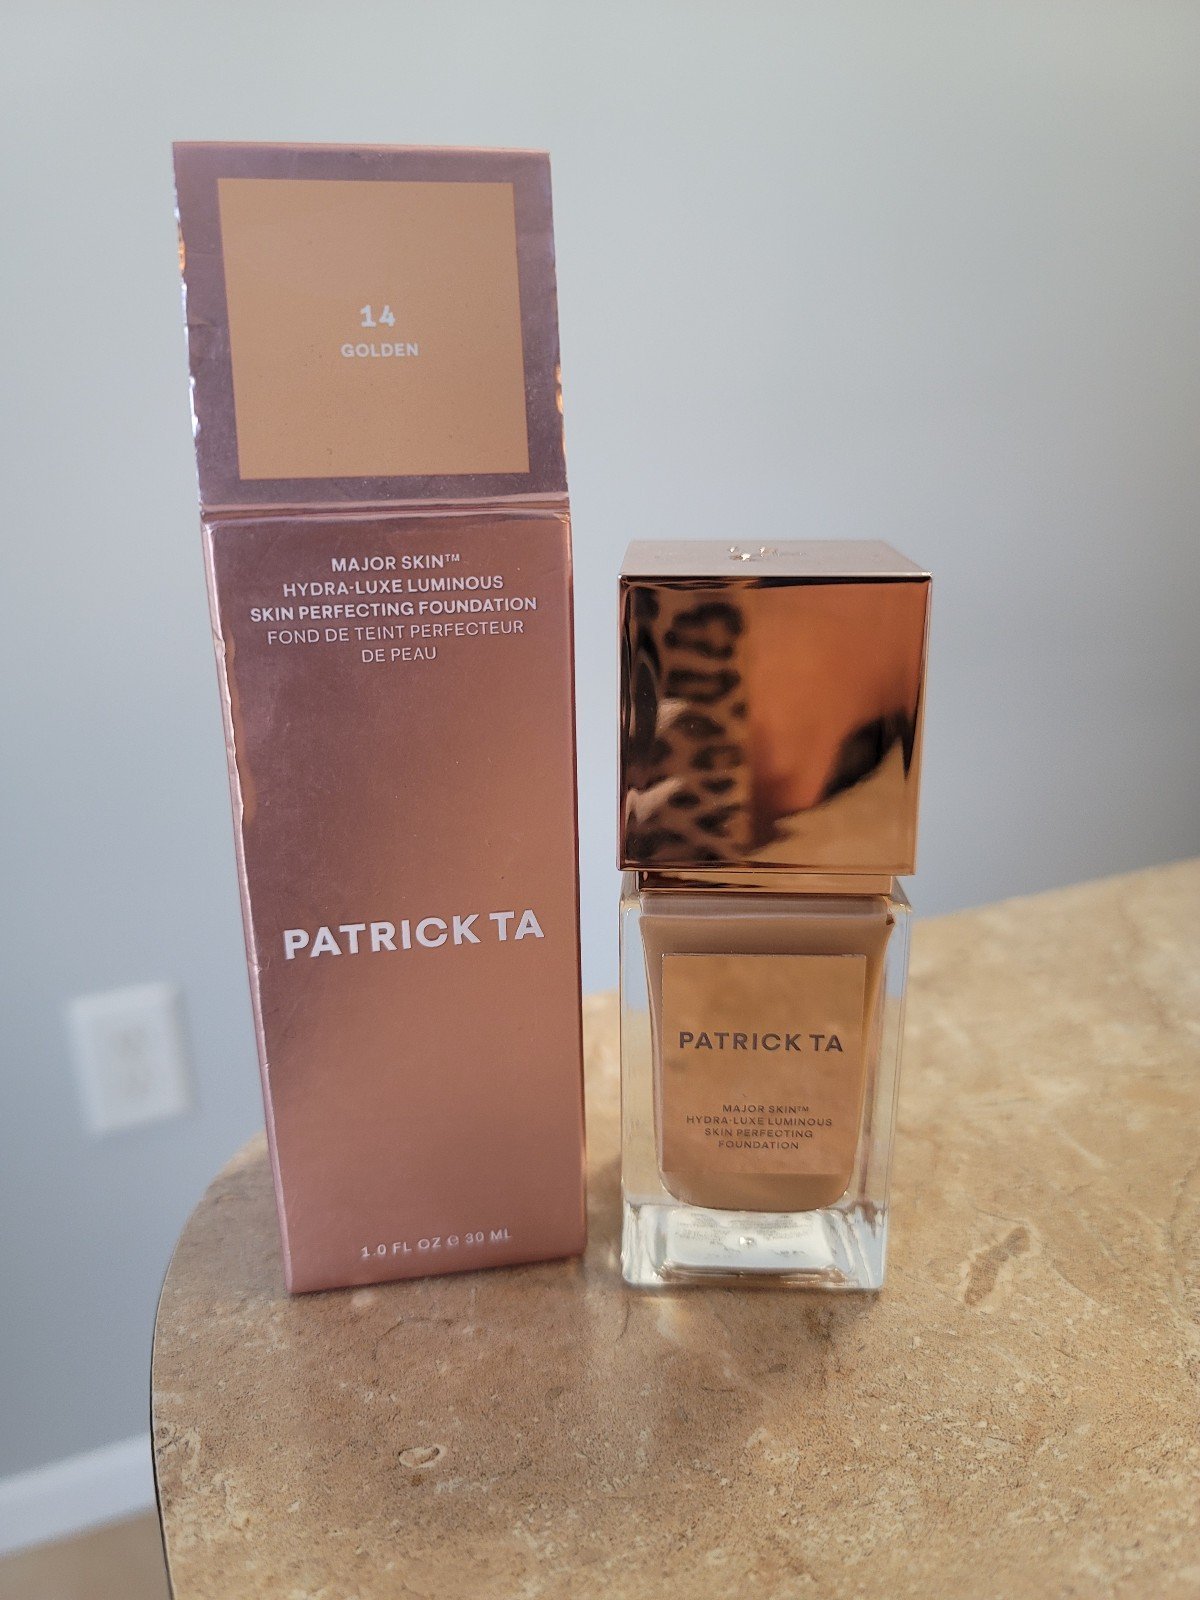 14
GOLDEN
MAJOR SKIN™
HYDRA-LUXE LUMINOUS
SKIN PERFECTING FOUNDATION
FOND DE TEINT PERFECTEUR
DE PEAU
PATRICK TA
1.0 FL OZ ℮ 30 ML
PATRICK TA
MAJOR SKIN™
HYDRA-LUXE LUMINOUS
SKIN PERFECTING
FOUNDATION